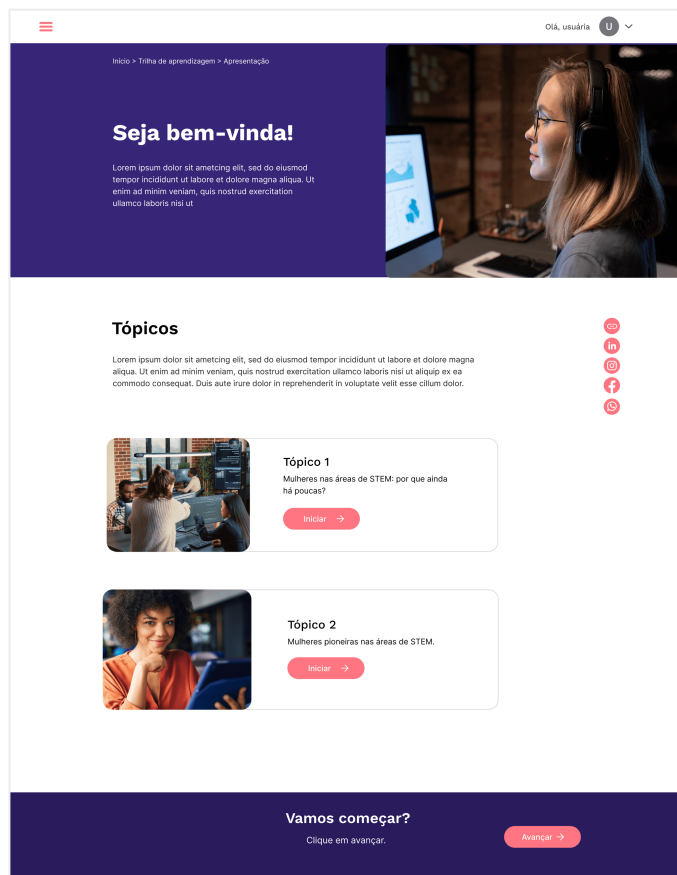 Olá, usuária U
Início > Trilha de aprendizagem > Apresentação
Seja bem-vinda!
Lorem ipsum dolor sit ametcing elit, sed do eiusmod
tempor incididunt ut labore et dolore magna aliqua. Ut
enim ad minim veniam, quis nostrud exercitation
ullamco laboris nisi ut
Tópicos
Lorem ipsum dolor sit ametcing elit, sed do eiusmod tempor incididunt ut labore et dolore magna
aliqua. Ut enim ad minim veniam, quis nostrud exercitation ullamco laboris nisi ut aliquip ex ea
commodo consequat. Duis aute irure dolor in reprehenderit in voluptate velit esse cillum dolor.
in
Tópico 1
Mulheres nas áreas de STEM: por que ainda
há poucas?
Iniciar
Tópico 2
Mulheres pioneiras nas áreas de STEM.
Iniciar
Vamos começar?
Clique em avançar.
Avançar